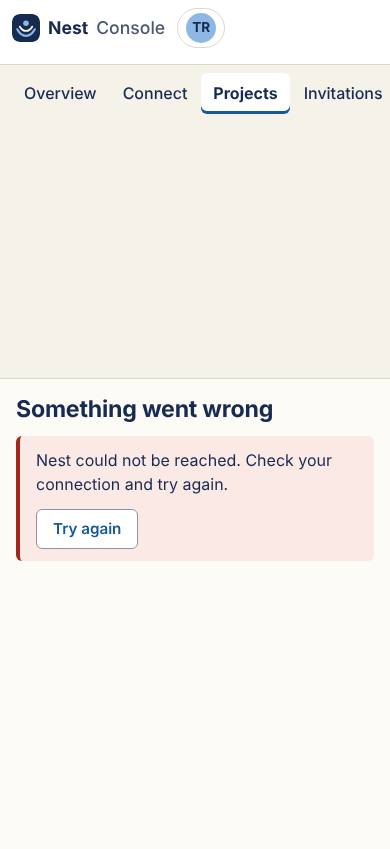 Nest Console TR
Overview Connect Projects Invitations
Something went wrong
Nest could not be reached. Check your
connection and try again.
Try again